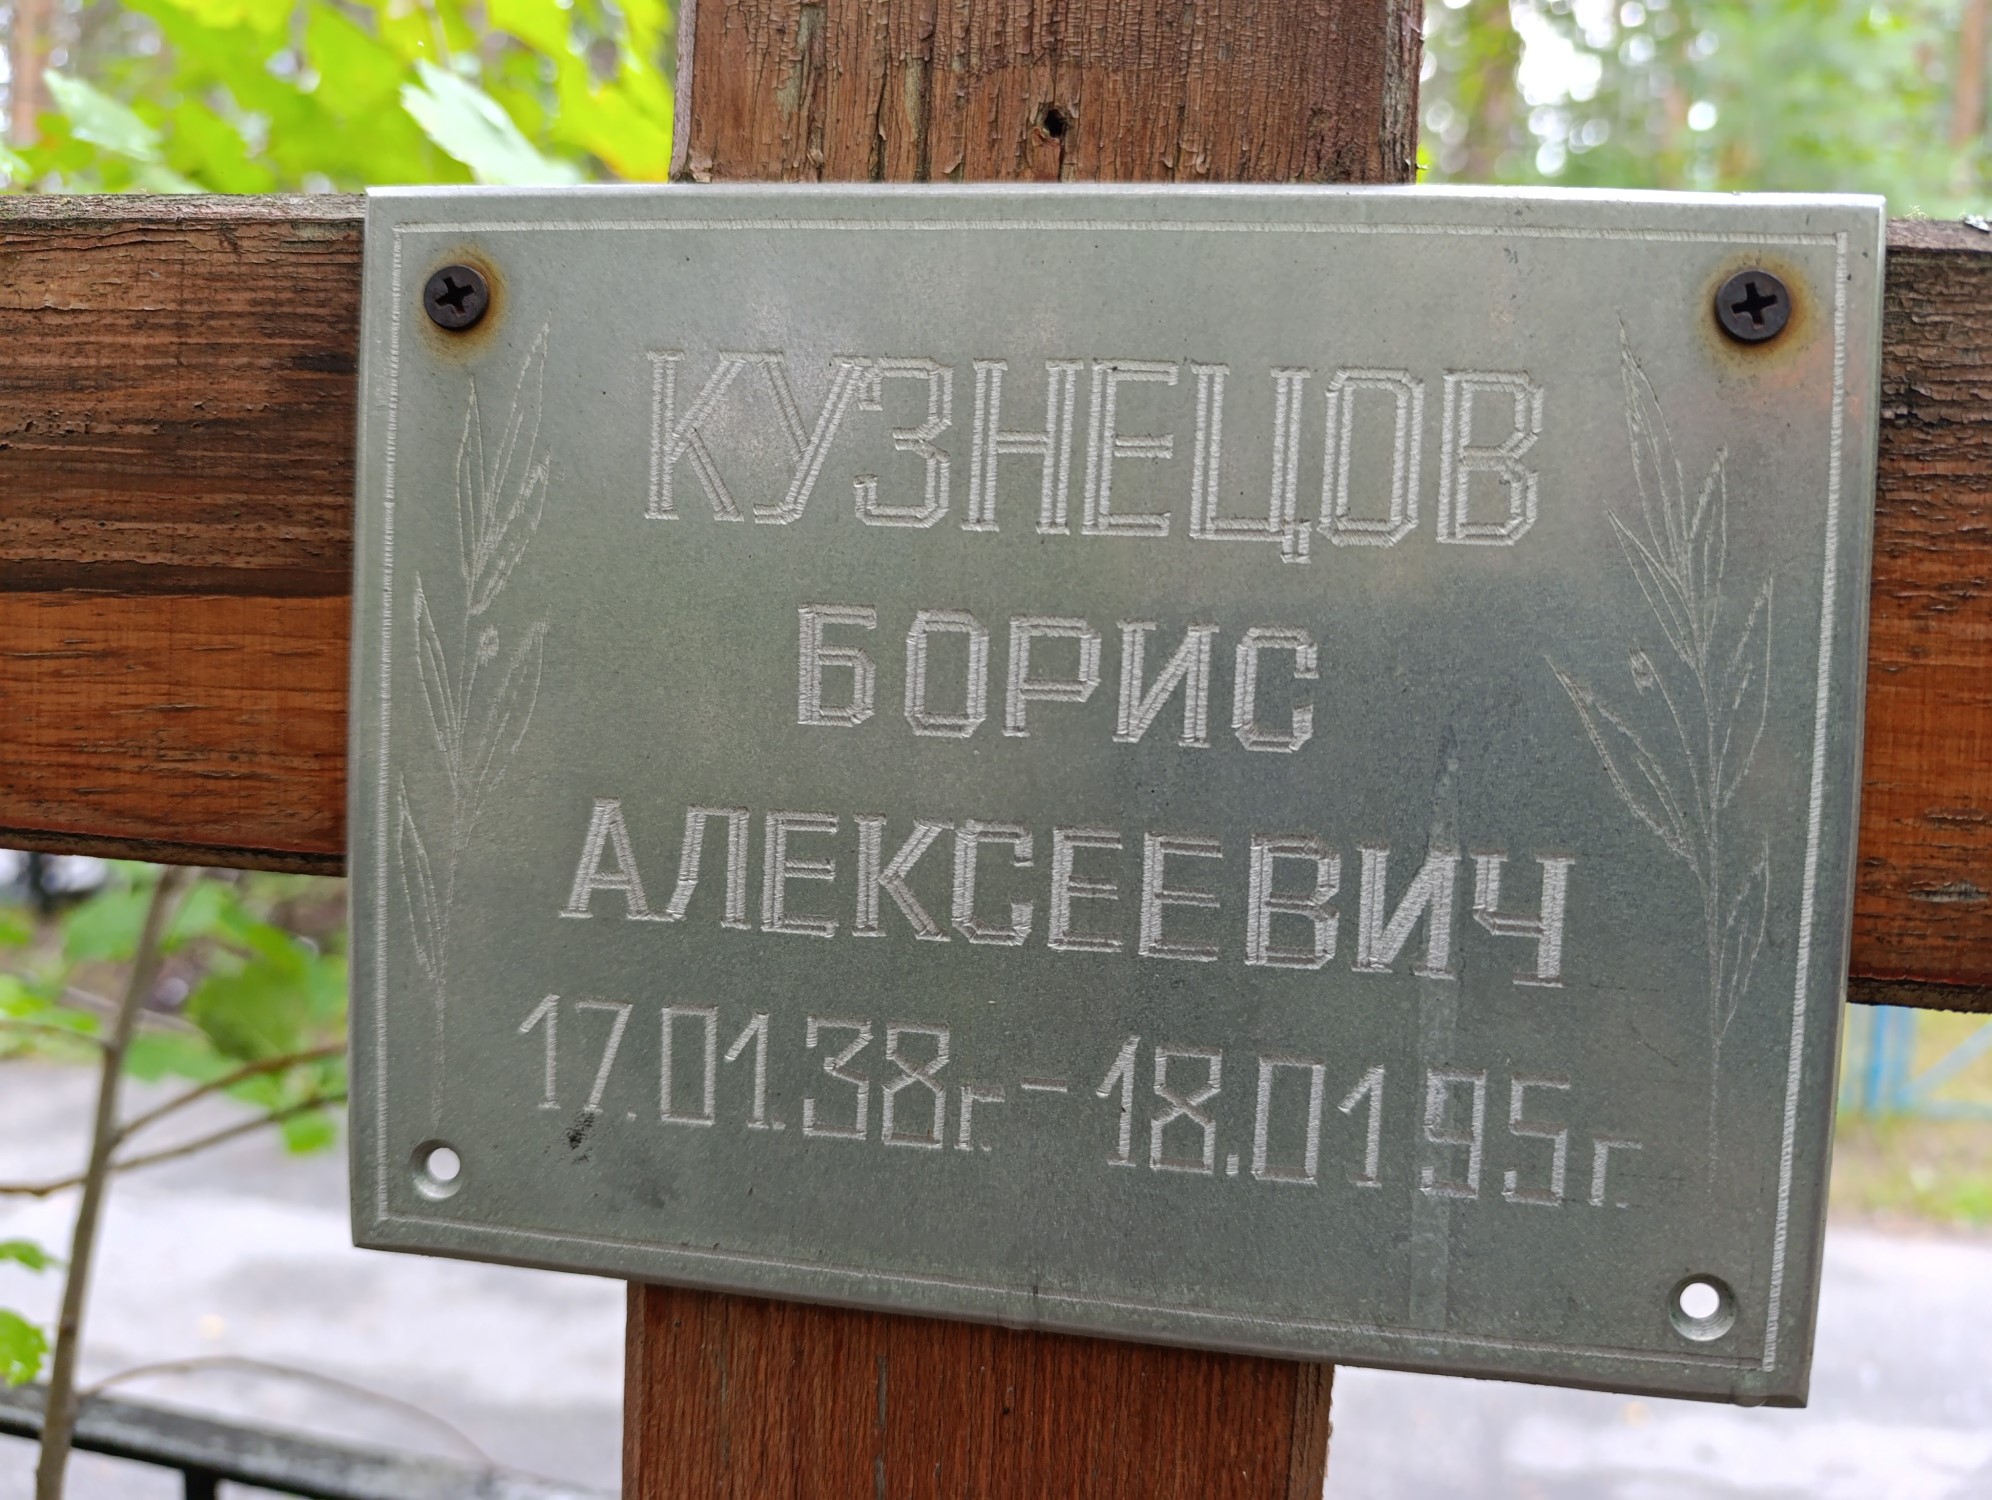 КУЗНЕЦОВ
БОРИС
АЛЕКСЕЕВИЧ
17.01.38г.-18.01 95г.